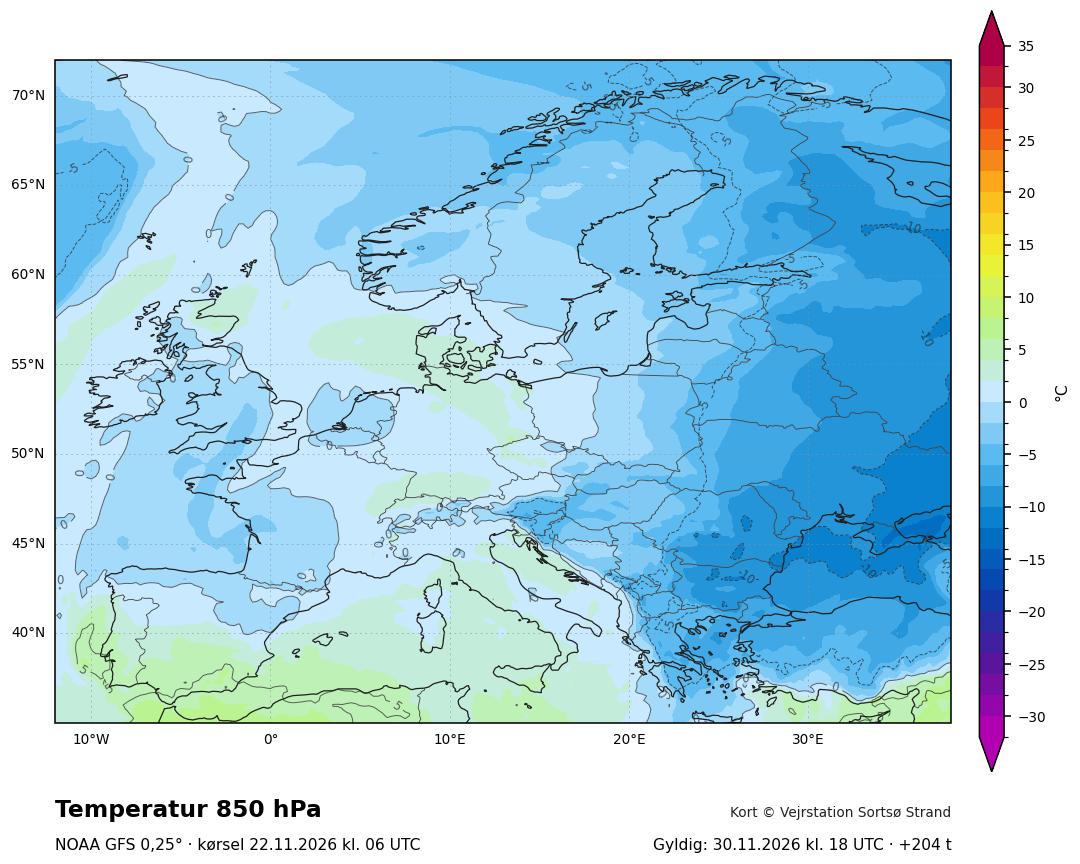 35
30
25
20
15
10
5
0
−5
−10
−15
−20
−25
−30
°C
70°N
65°N
60°N
55°N
50°N
45°N
40°N
10°W
0°
10°E
20°E
30°E
Temperatur 850 hPa
Kort © Vejrstation Sortsø Strand
NOAA GFS 0,25° · kørsel 22.11.2026 kl. 06 UTC
Gyldig: 30.11.2026 kl. 18 UTC · +204 t